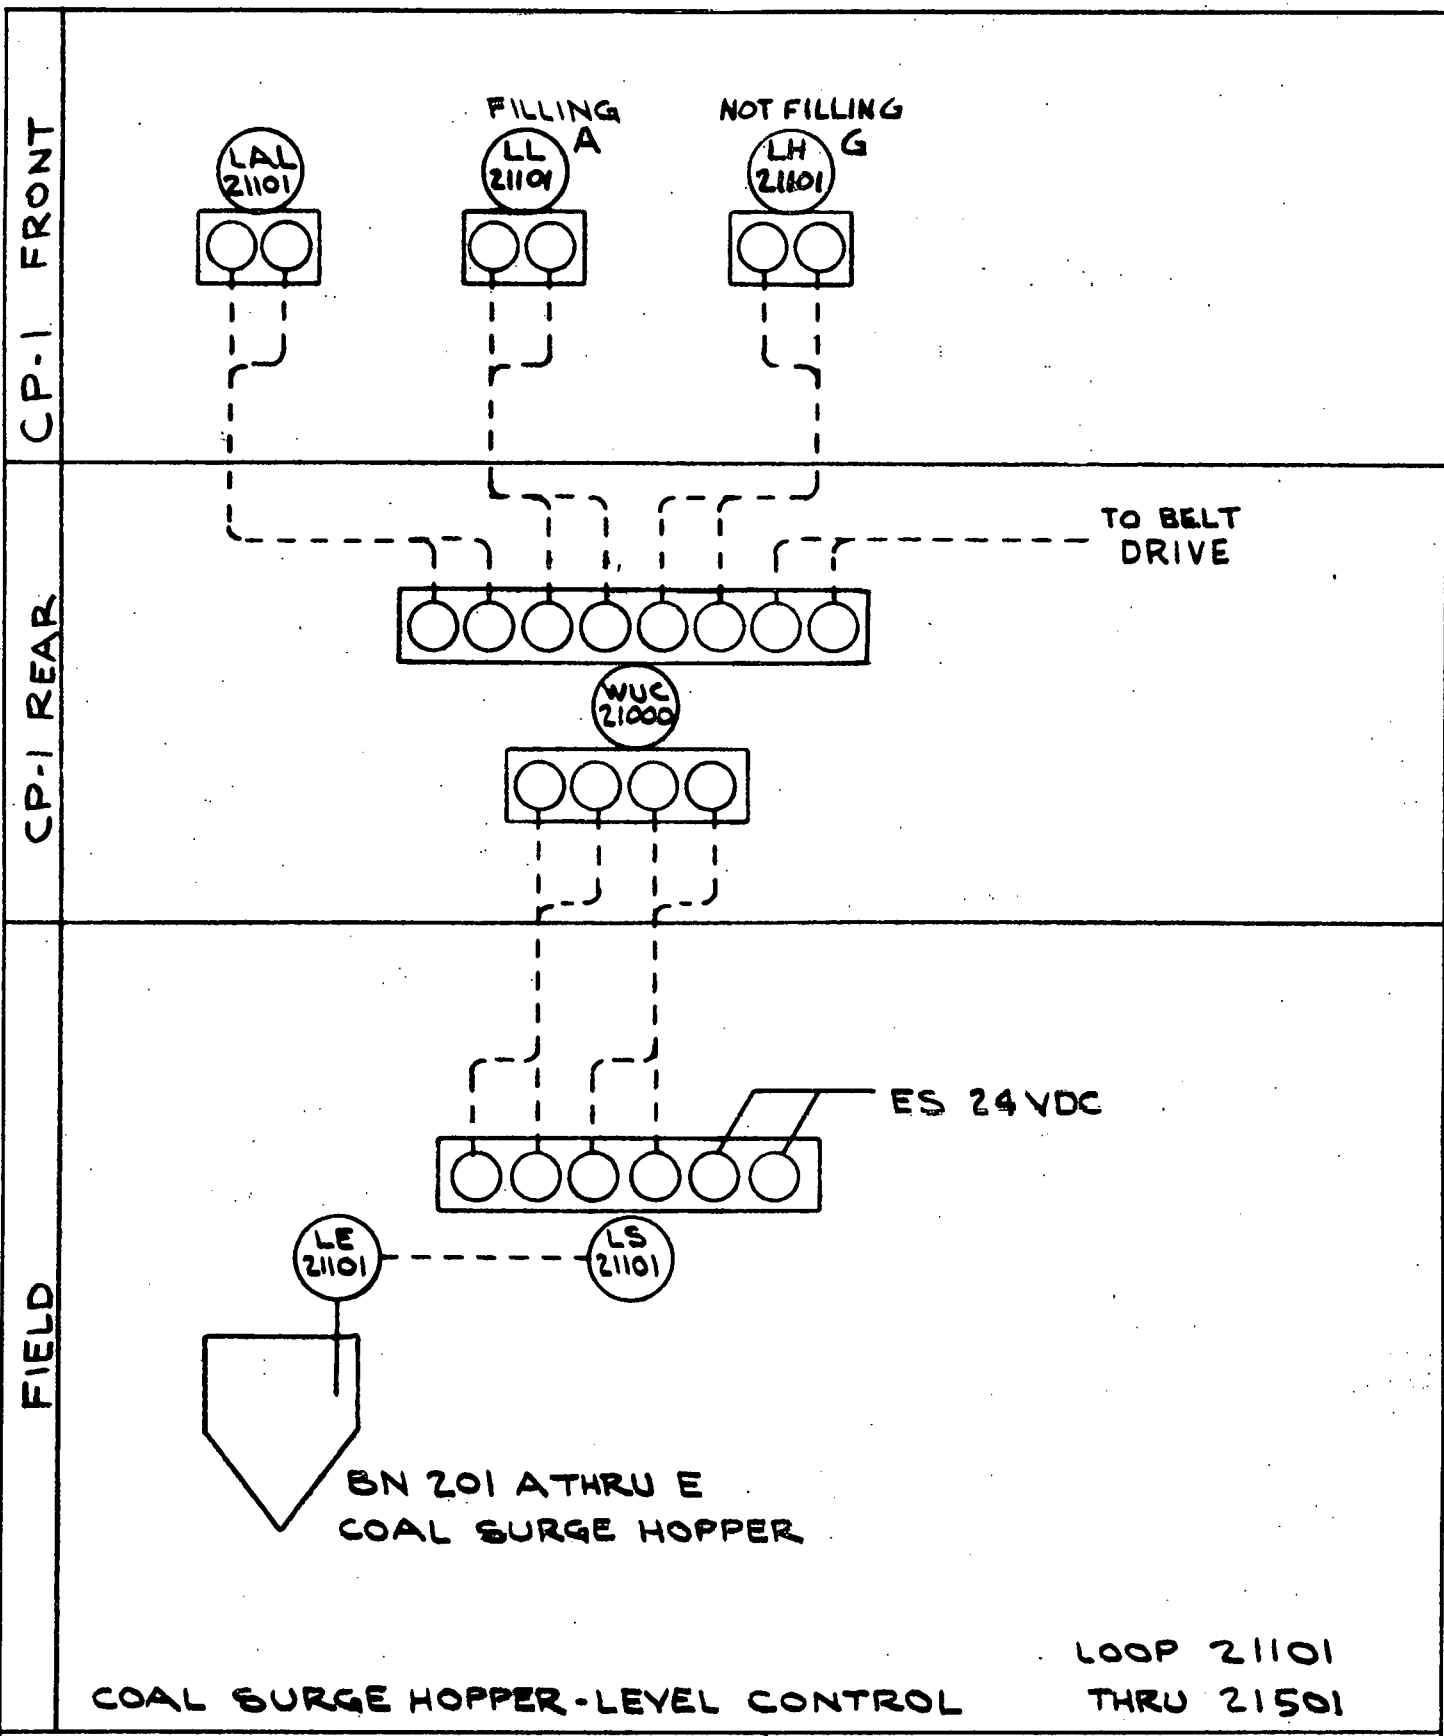 CP-1 FRONT
FILLING
A
NOT FILLING
G
LAL
21101
LL
21101
LH
21101
CP-1 REAR
TO BELT
DRIVE
WUC
21000
FIELD
ES 24 VDC
LE
21101
LS
21101
BN 201 A THRU E
COAL SURGE HOPPER
LOOP 21101
THRU 21501
COAL SURGE HOPPER-LEVEL CONTROL